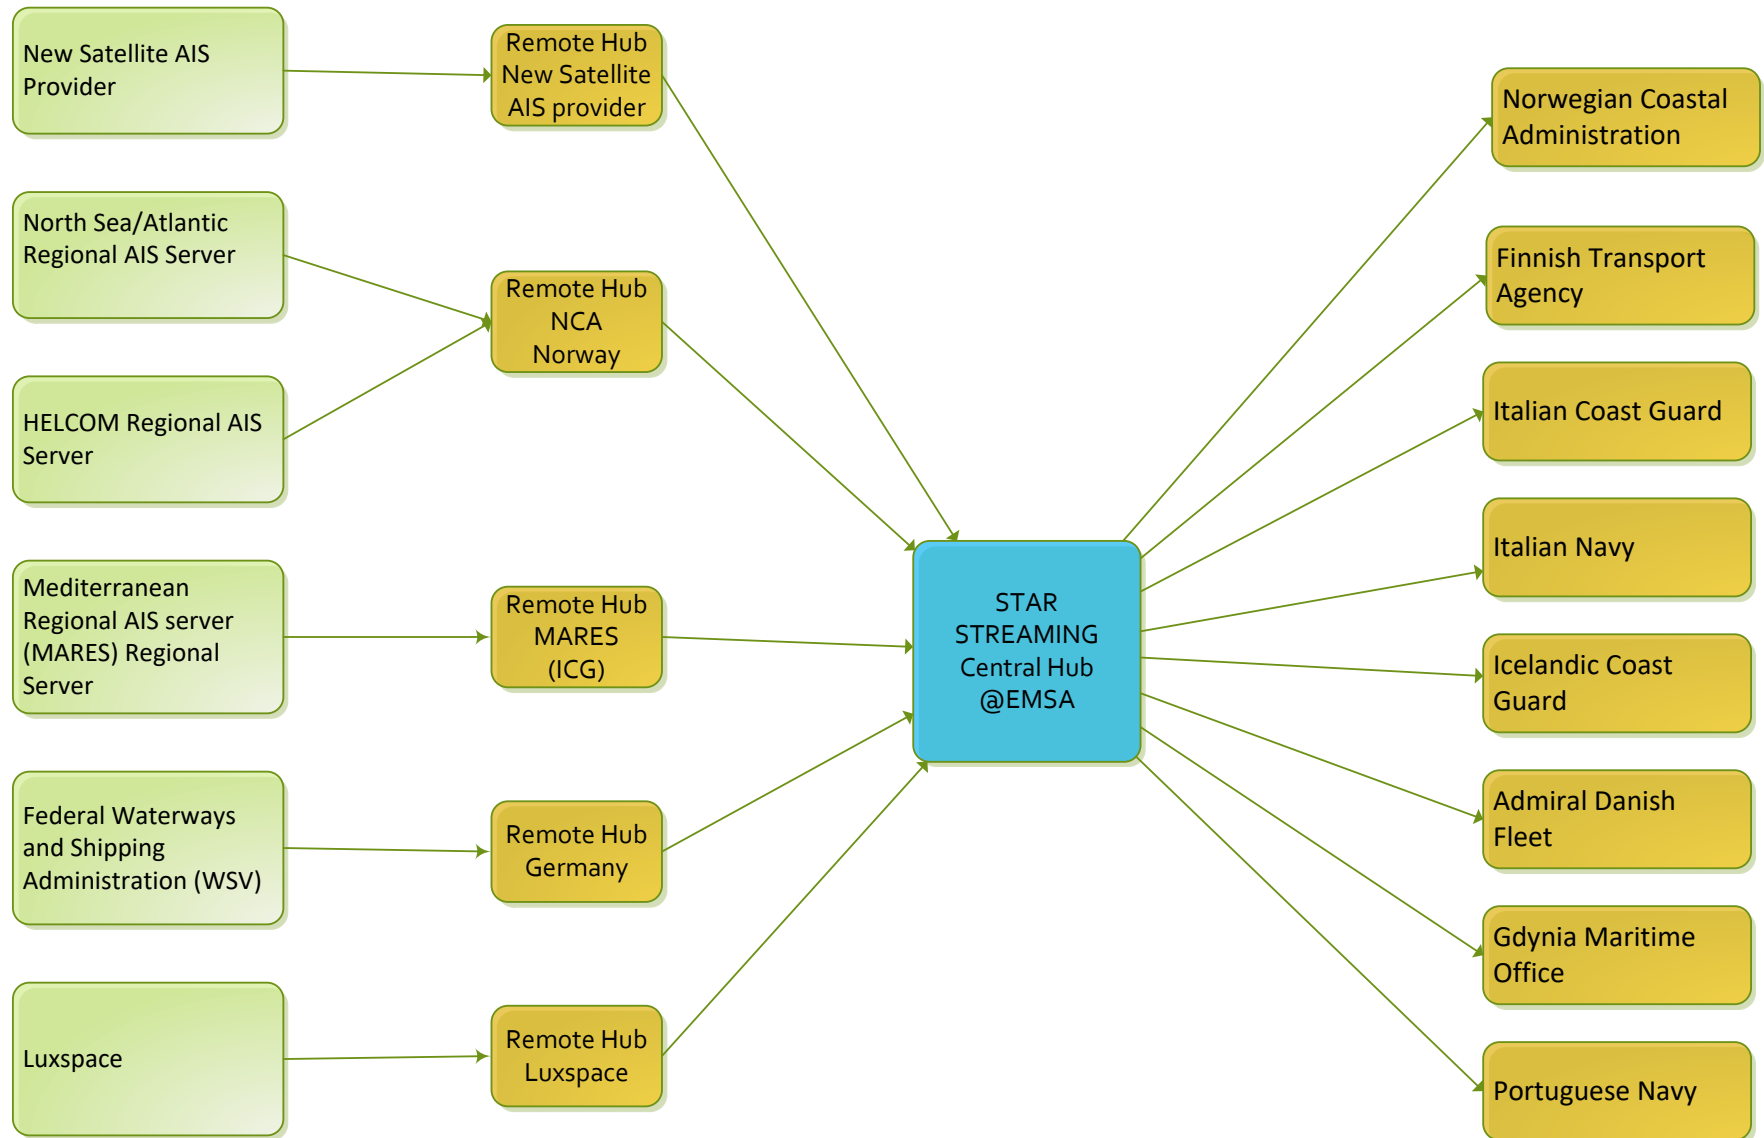 New Satellite AIS
Provider
North Sea/Atlantic
Regional AIS Server
HELCOM Regional AIS
Server
Mediterranean
Regional AIS server
(MARES) Regional
Server
Federal Waterways
and Shipping
Administration (WSV)
Luxspace
Remote Hub
New Satellite
AIS provider
Remote Hub
NCA
Norway
Remote Hub
MARES
(ICG)
Remote Hub
Germany
Remote Hub
Luxspace
STAR
STREAMING
Central Hub
@EMSA
Norwegian Coastal
Administration
Finnish Transport
Agency
Italian Coast Guard
Italian Navy
Icelandic Coast
Guard
Admiral Danish
Fleet
Gdynia Maritime
Office
Portuguese Navy